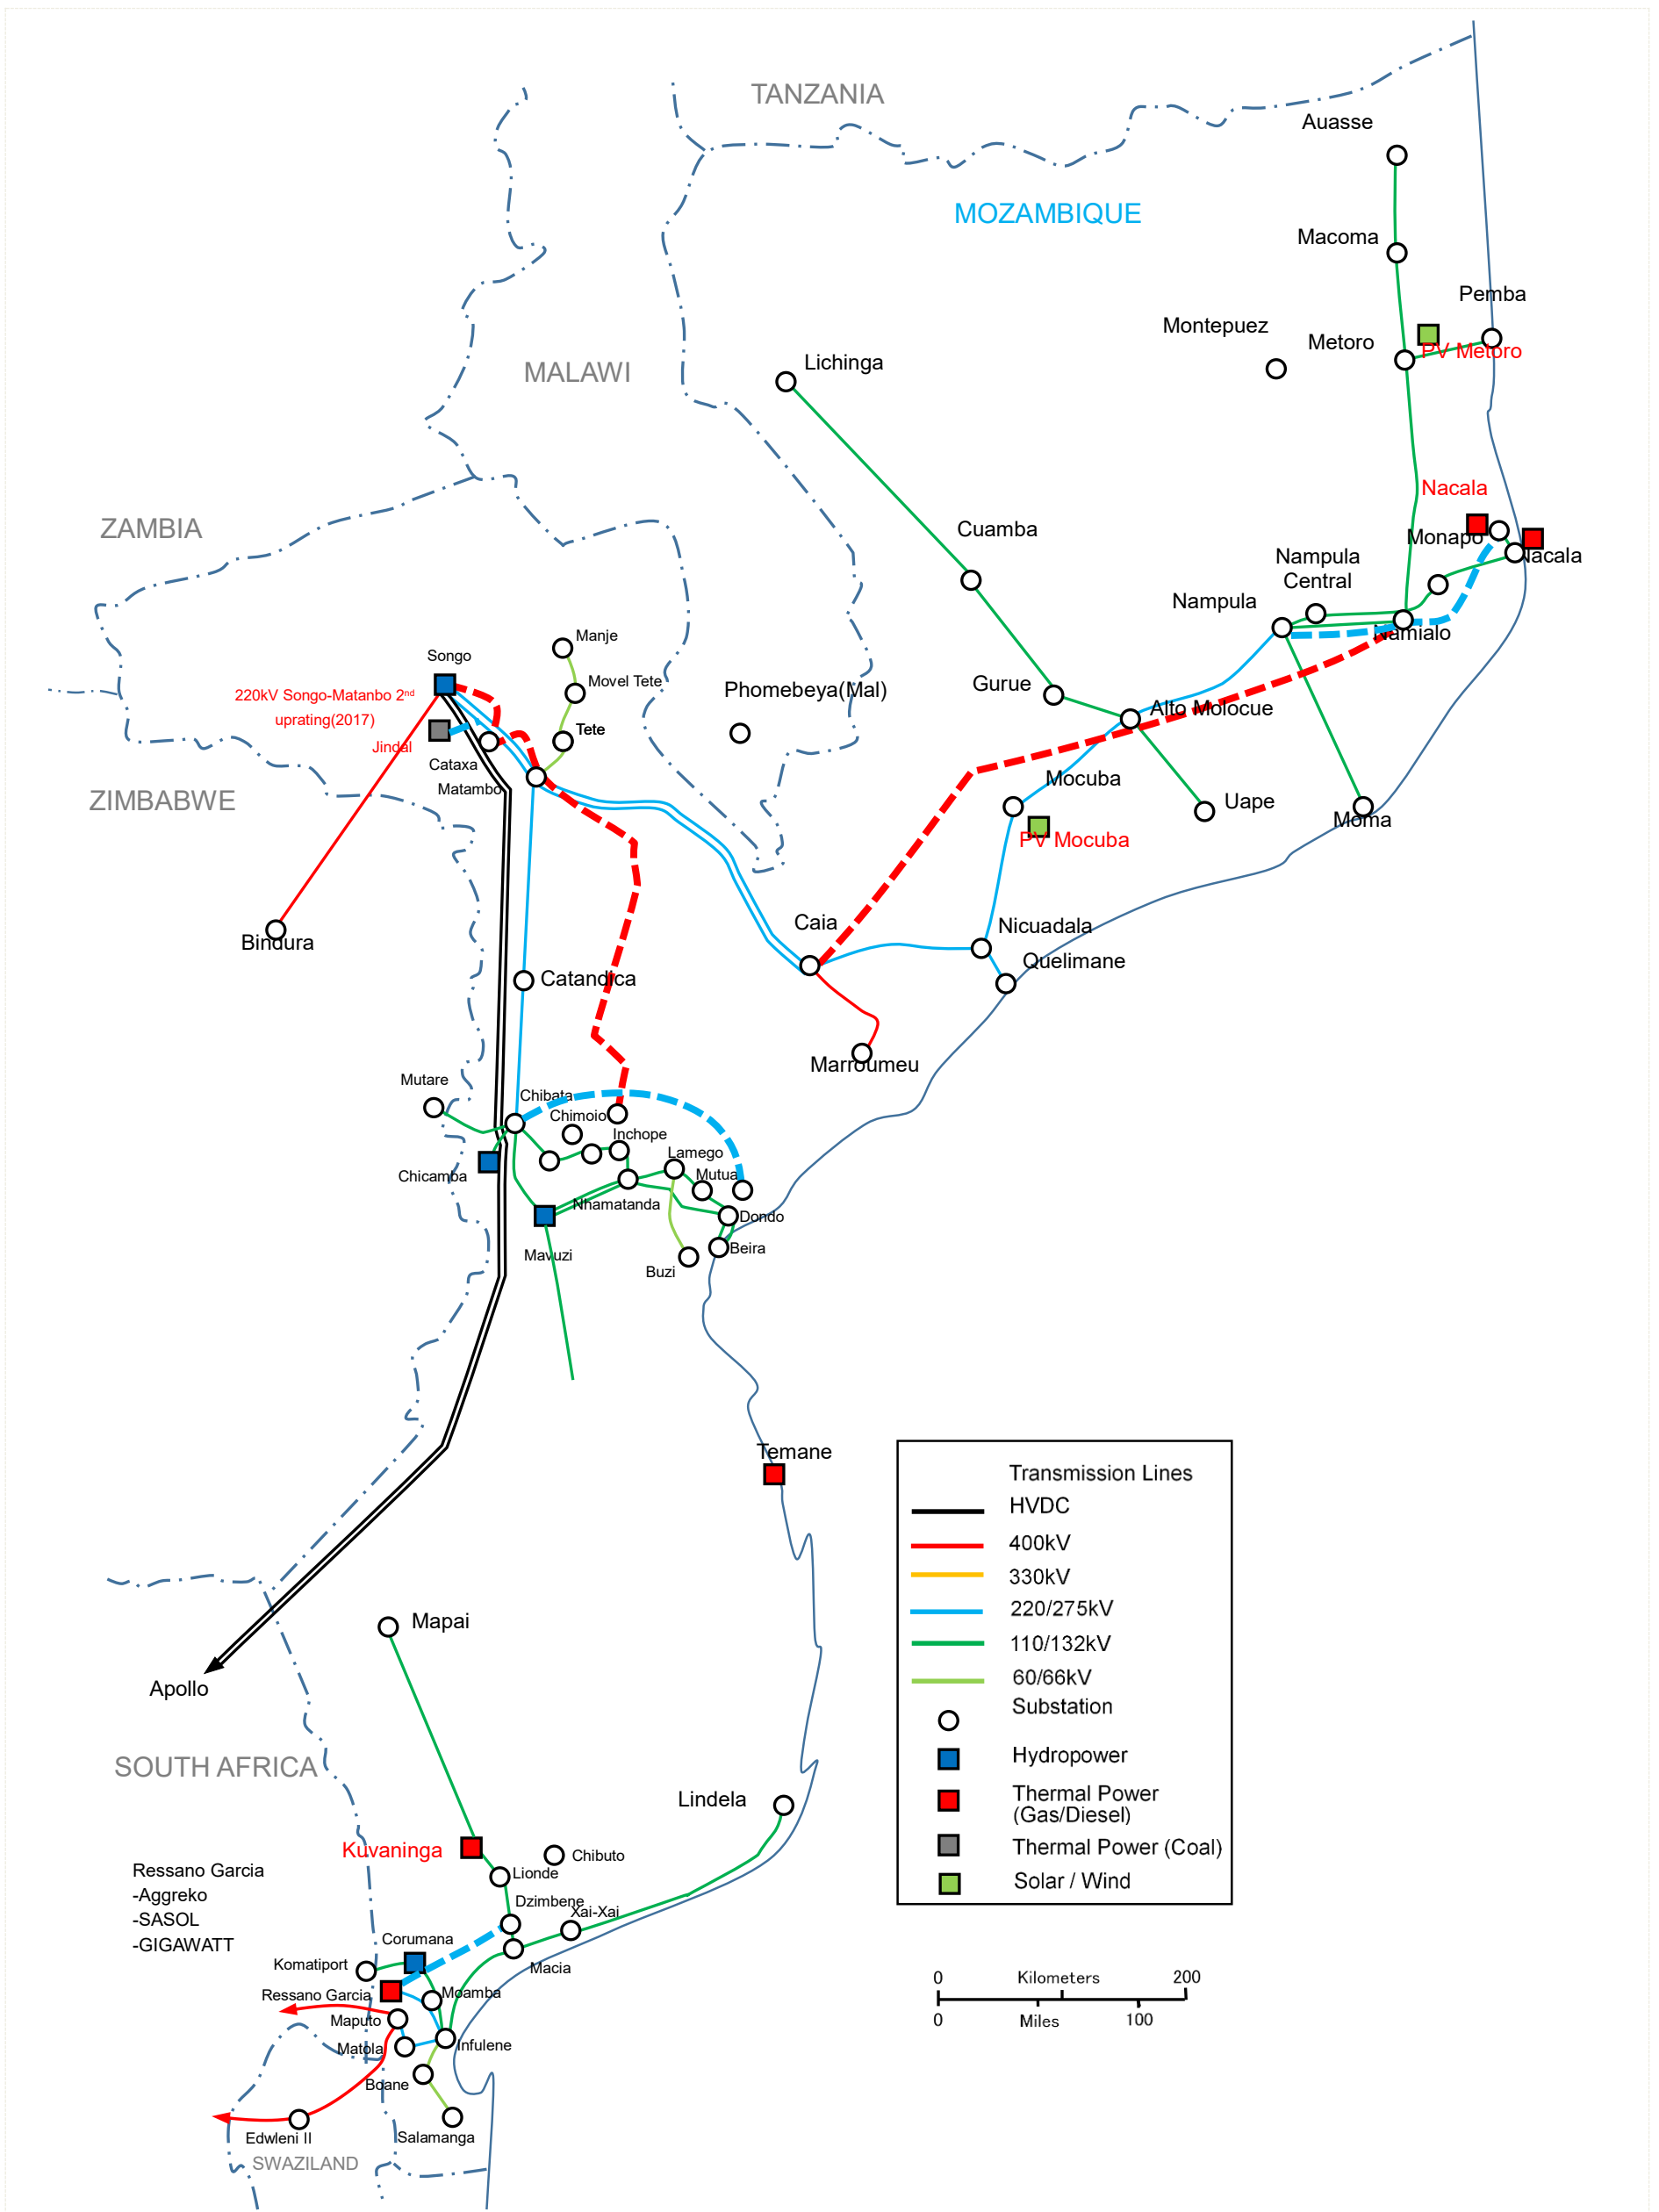 TANZANIA
Auasse
MOZAMBIQUE
Macoma
Pemba
Montepuez
Metoro
PV Metoro
MALAWI
Lichinga
Nacala
ZAMBIA
Cuamba
Monapo
Nampula
Central
Nacala
Nampula
Namialo
Manje
Songo
Movel Tete
220kV Songo-Matanbo 2nd
uprating(2017)
Phomebeya(Mal)
Gurue
Alto Molocue
Tete
Jindal
Cataxa
Matambo
ZIMBABWE
Mocuba
Uape
Moma
PV Mocuba
Caia
Nicuadala
Bindura
Quelimane
Catandica
Marroumeu
Mutare
Chibata
Chimoio
Inchope
Lamego
Chicamba
Mutua
Nhamatanda
Dondo
Mavuzi
Beira
Buzi
Temane
Transmission Lines
HVDC
400kV
330kV
220/275kV
110/132kV
60/66kV
Substation
Hydropower
Thermal Power
(Gas/Diesel)
Thermal Power (Coal)
Solar / Wind
Mapai
Apollo
SOUTH AFRICA
Lindela
Kuvaninga
Chibuto
Ressano Garcia
-Aggreko
-SASOL
-GIGAWATT
Lionde
Dzimbene
Xai-Xai
Corumana
Komatiport
Macia
Ressano Garcia
Moamba
Maputo
Matola
Infulene
Boane
Edwleni II
Salamanga
SWAZILAND
0 Kilometers 200
0 Miles 100